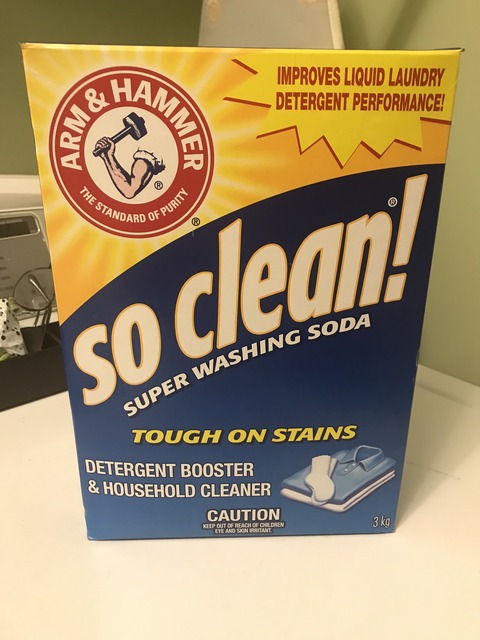 IMPROVES LIQUID LAUNDRY
DETERGENT PERFORMANCE!
ARM & HAMMER
®
THE STANDARD OF PURITY
®
so clean!®
SUPER WASHING SODA
TOUGH ON STAINS
DETERGENT BOOSTER
& HOUSEHOLD CLEANER
CAUTION
KEEP OUT OF REACH OF CHILDREN
EYE AND SKIN IRRITANT.
3 kg